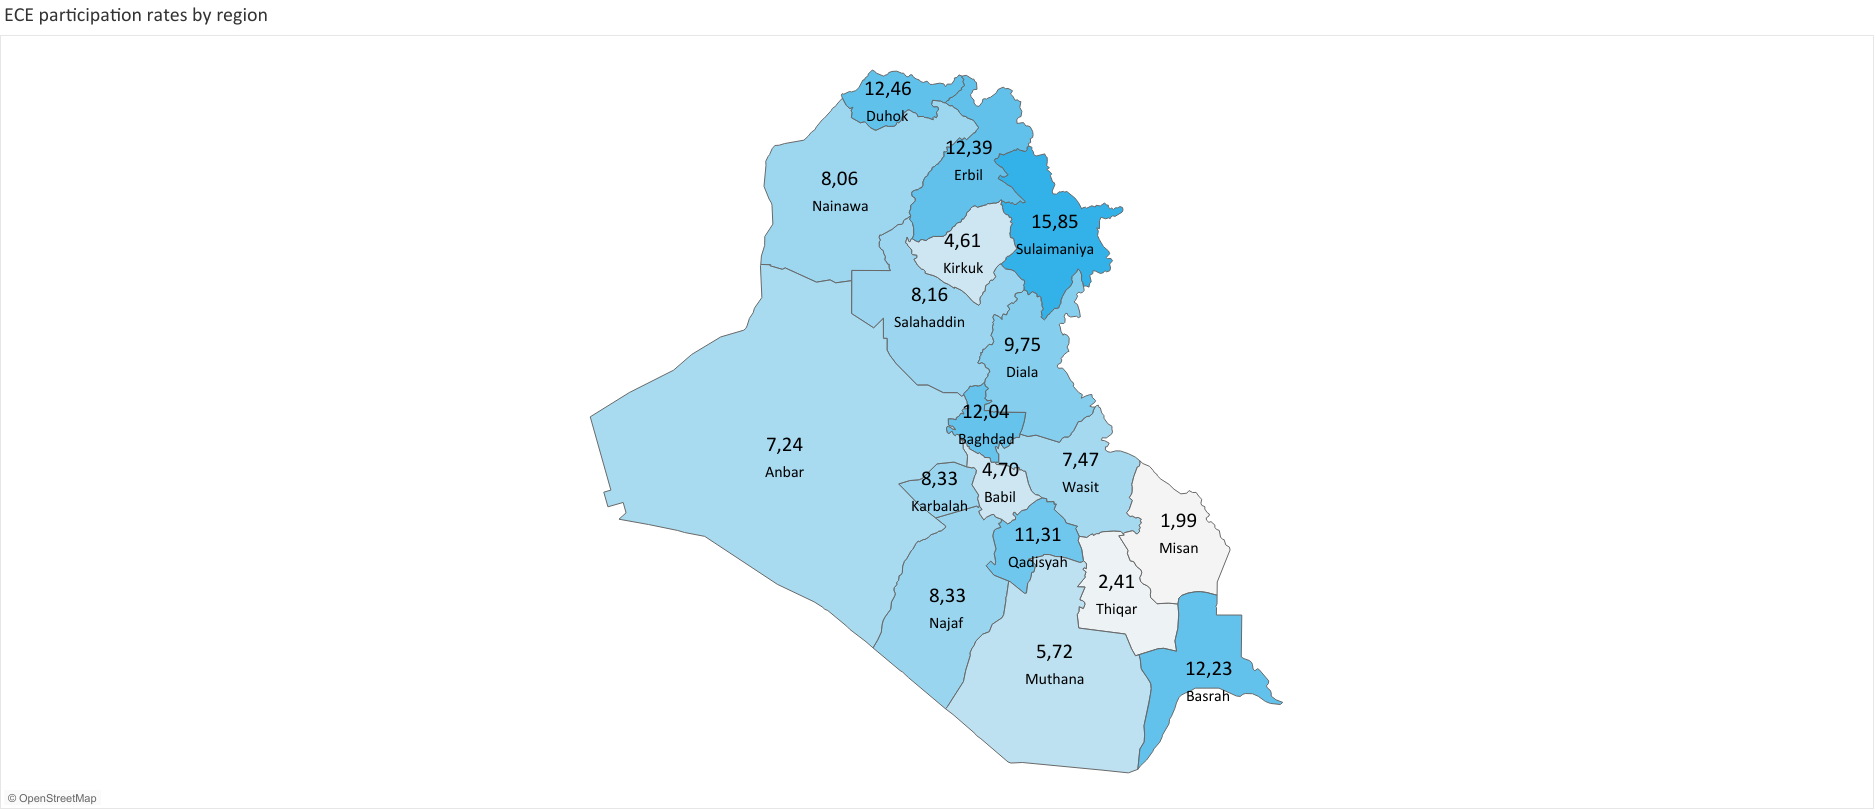 ECE participation rates by region
12,46
Duhok
12,39
Erbil
8,06
Nainawa
15,85
Sulaimaniya
4,61
Kirkuk
8,16
Salahaddin
9,75
Diala
12,04
Baghdad
7,24
Anbar
7,47
Wasit
4,70
Babil
8,33
Karbalah
1,99
Misan
11,31
Qadisyah
2,41
Thiqar
8,33
Najaf
5,72
Muthana
12,23
Basrah
© OpenStreetMap